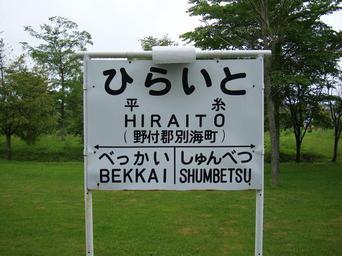 ひらいと
平糸
HIRAITO
(野付郡別海町)
べっかい しゅんべつ
BEKKAI SHUMBETSU